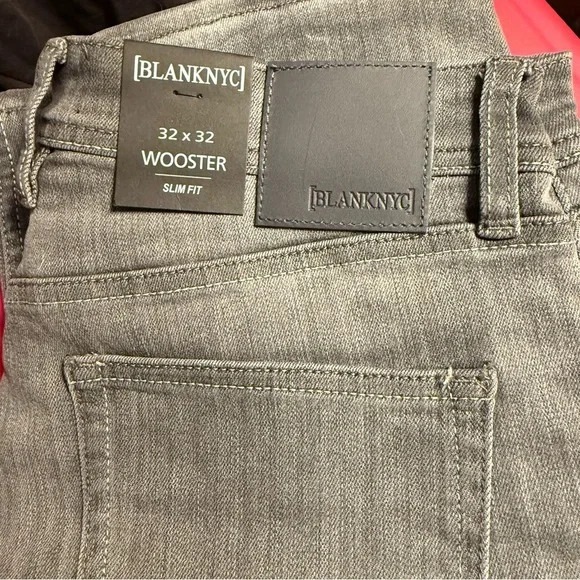 [BLANKNYC]
32 x 32
WOOSTER
SLIM FIT
[BLANKNYC]